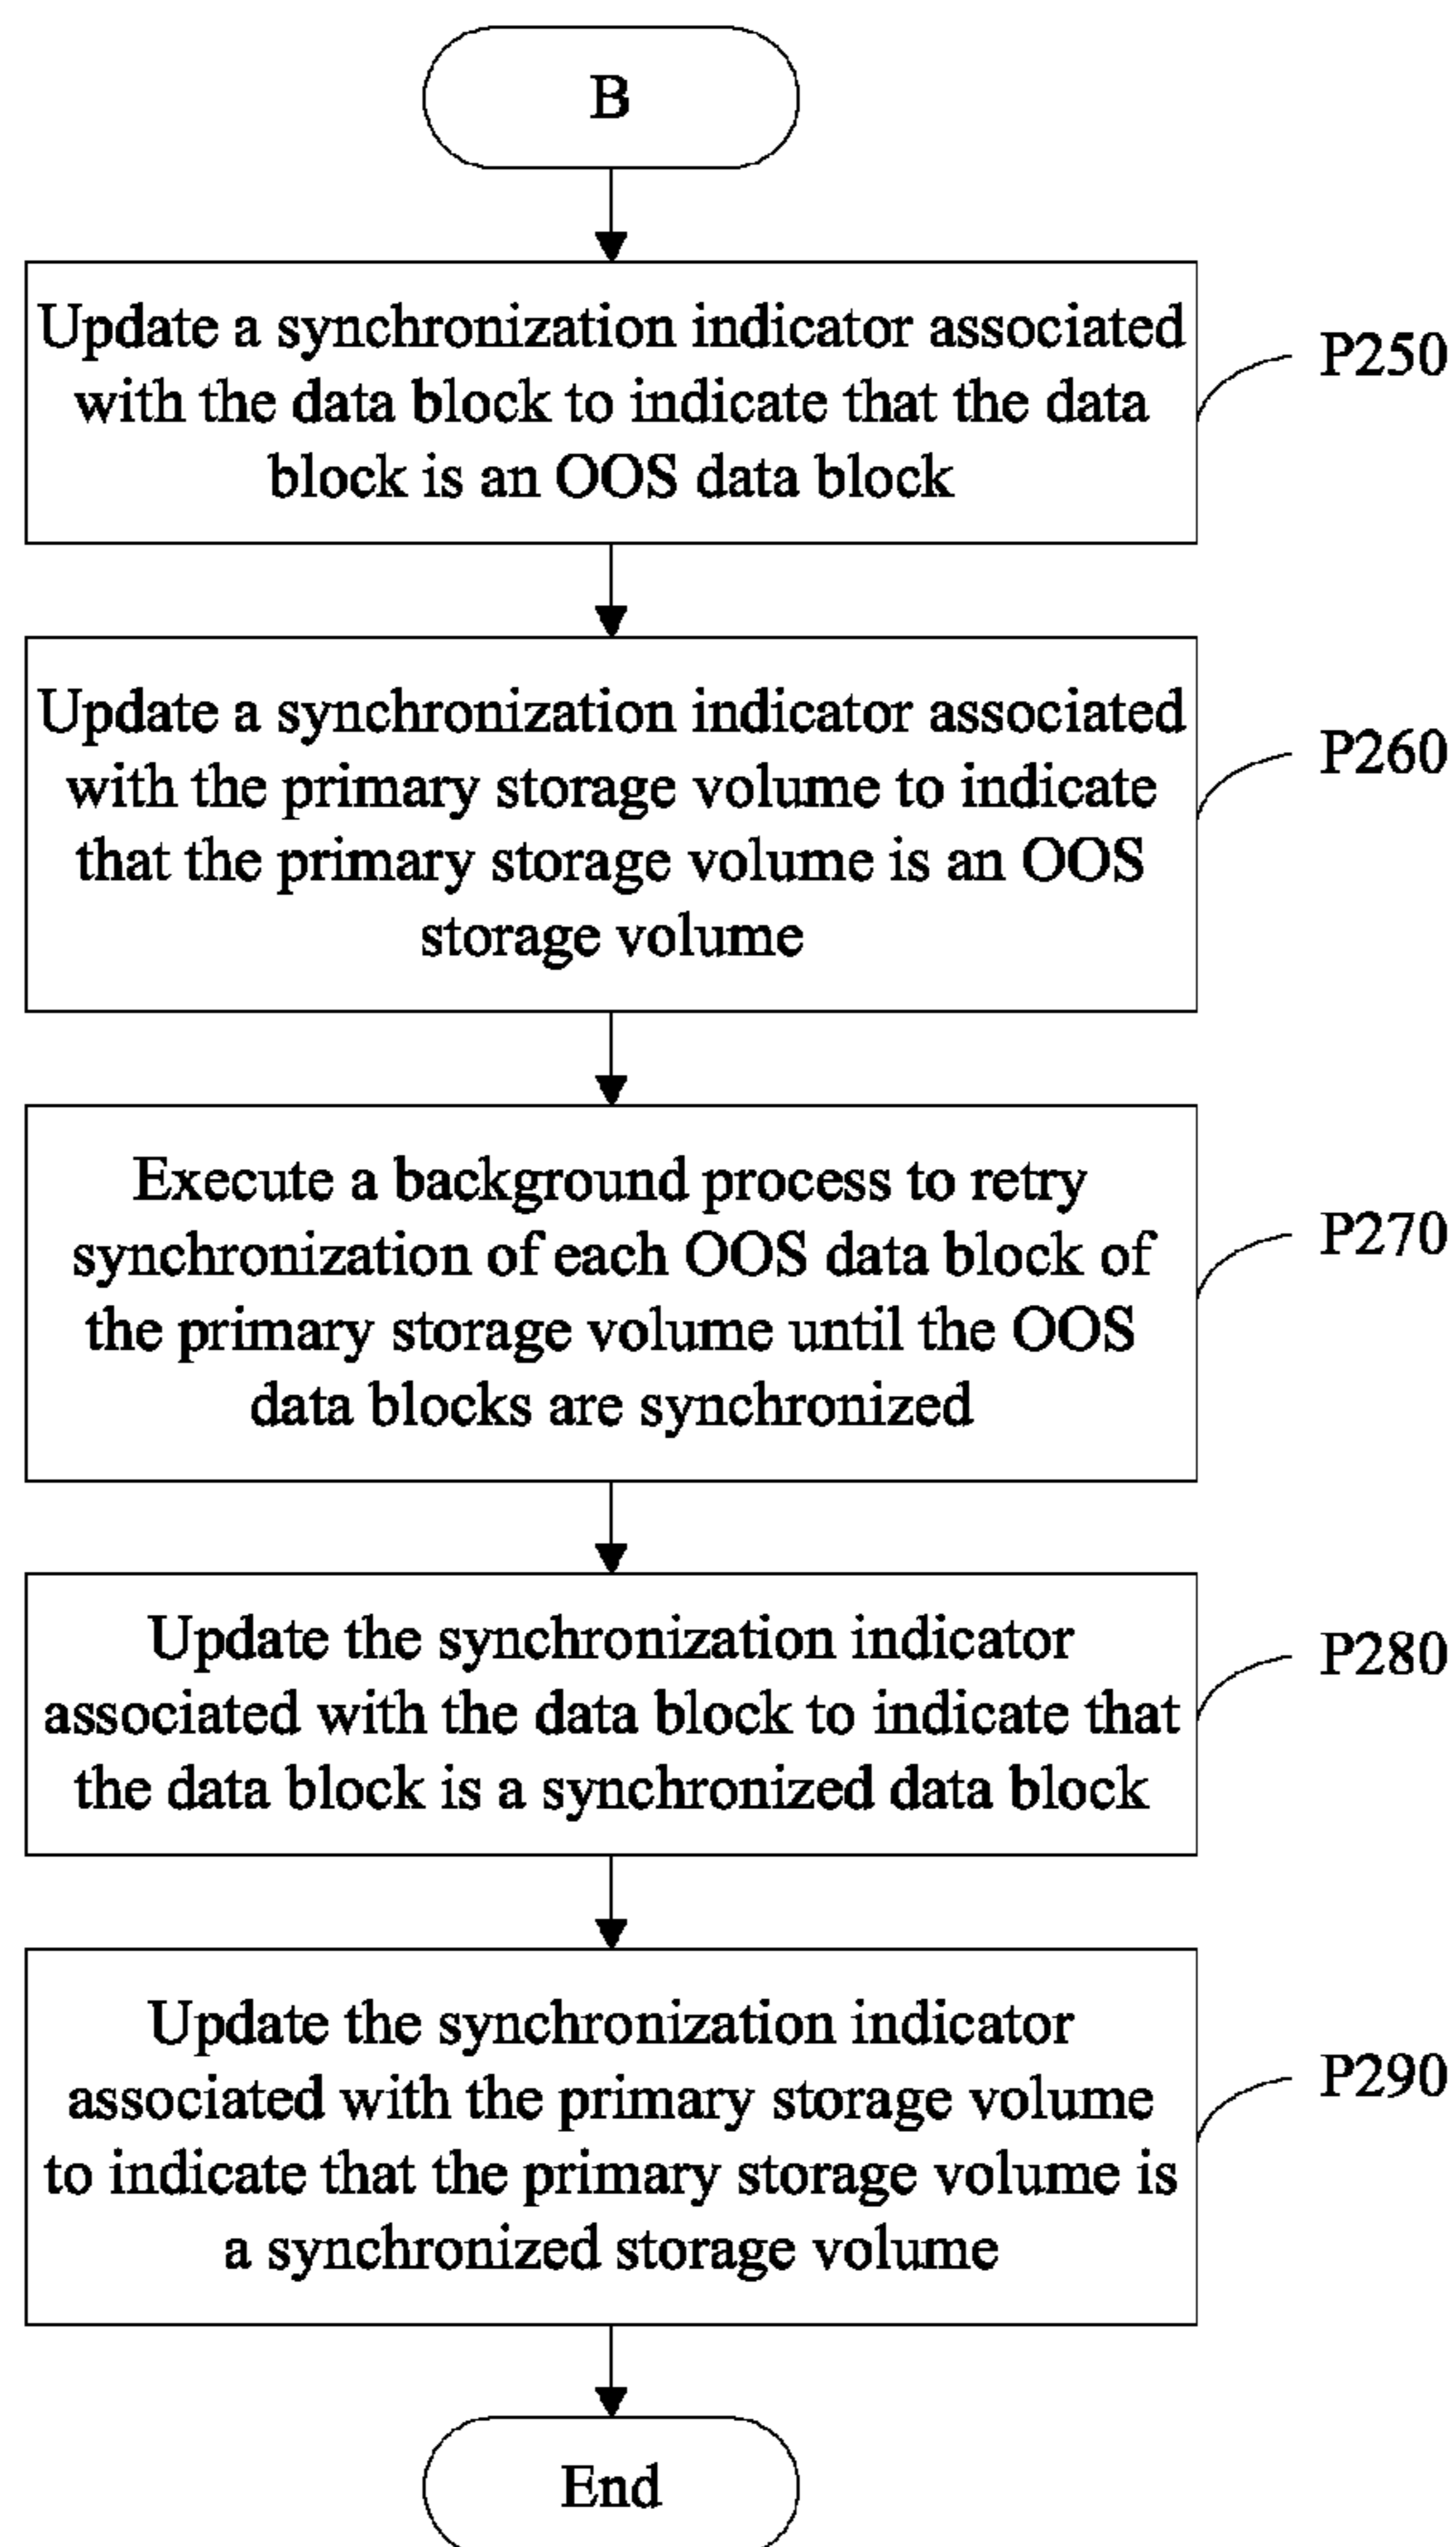 B
Update a synchronization indicator associated
with the data block to indicate that the data
block is an OOS data block
P250
Update a synchronization indicator associated
with the primary storage volume to indicate
that the primary storage volume is an OOS
storage volume
P260
Execute a background process to retry
synchronization of each OOS data block of
the primary storage volume until the OOS
data blocks are synchronized
P270
Update the synchronization indicator
associated with the data block to indicate that
the data block is a synchronized data block
P280
Update the synchronization indicator
associated with the primary storage volume
to indicate that the primary storage volume is
a synchronized storage volume
P290
End